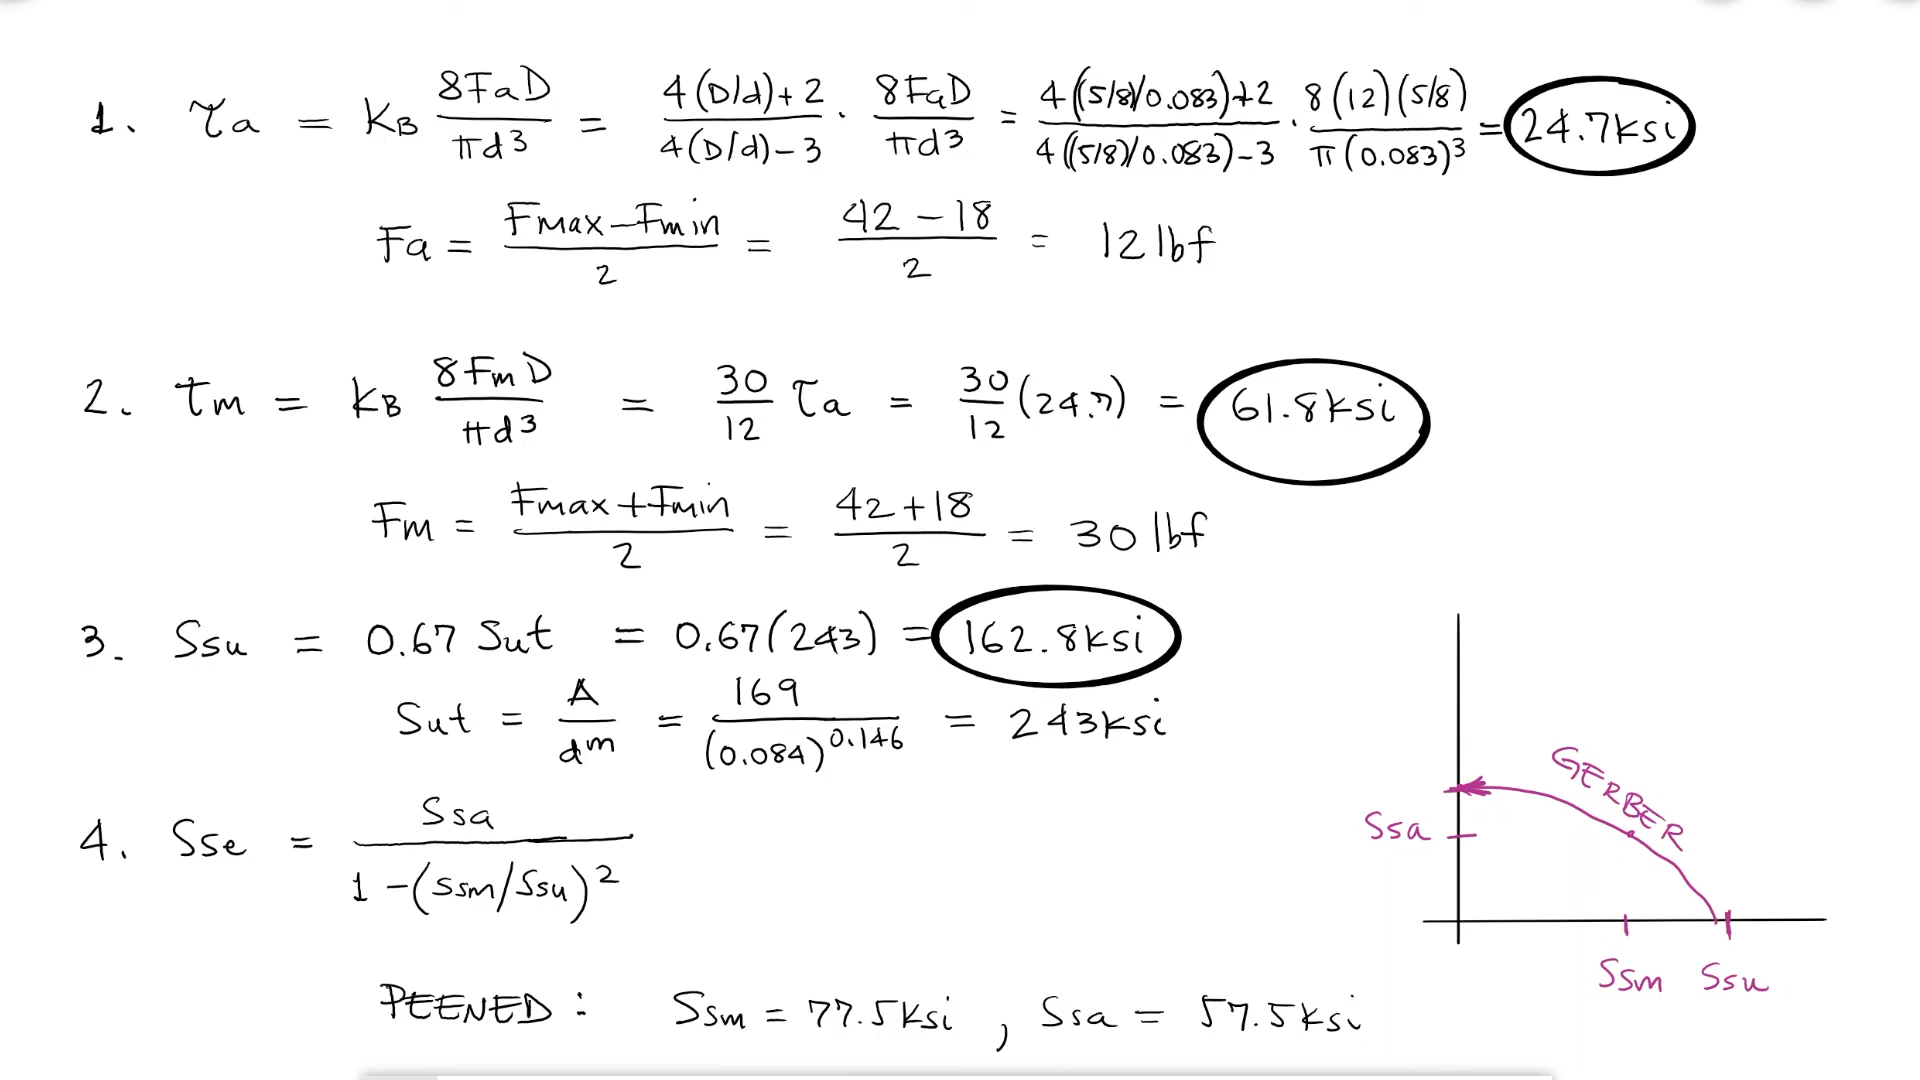 1. τa = KB 8FaD/πd³ = (4(D/d)+2)/(4(D/d)−3) · 8FaD/πd³ = (4((5/8)/0.083)+2)/(4((5/8)/0.083)−3) · 8(12)(5/8)/π(0.083)³ = 24.7ksi
Fa = (Fmax−Fmin)/2 = (42−18)/2 = 12 lbf
2. τm = KB 8FmD/πd³ = 30/12 τa = 30/12 (24.7) = 61.8ksi
Fm = (Fmax+Fmin)/2 = (42+18)/2 = 30 lbf
3. Ssu = 0.67 Sut = 0.67(243) = 162.8ksi
Sut = A/d^m = 169/(0.084)^0.146 = 243ksi
4. Sse = Ssa/(1−(Ssm/Ssu)²)
PEENED: Ssm = 77.5ksi, Ssa = 57.5ksi
GERBER
Ssa
Ssm Ssu